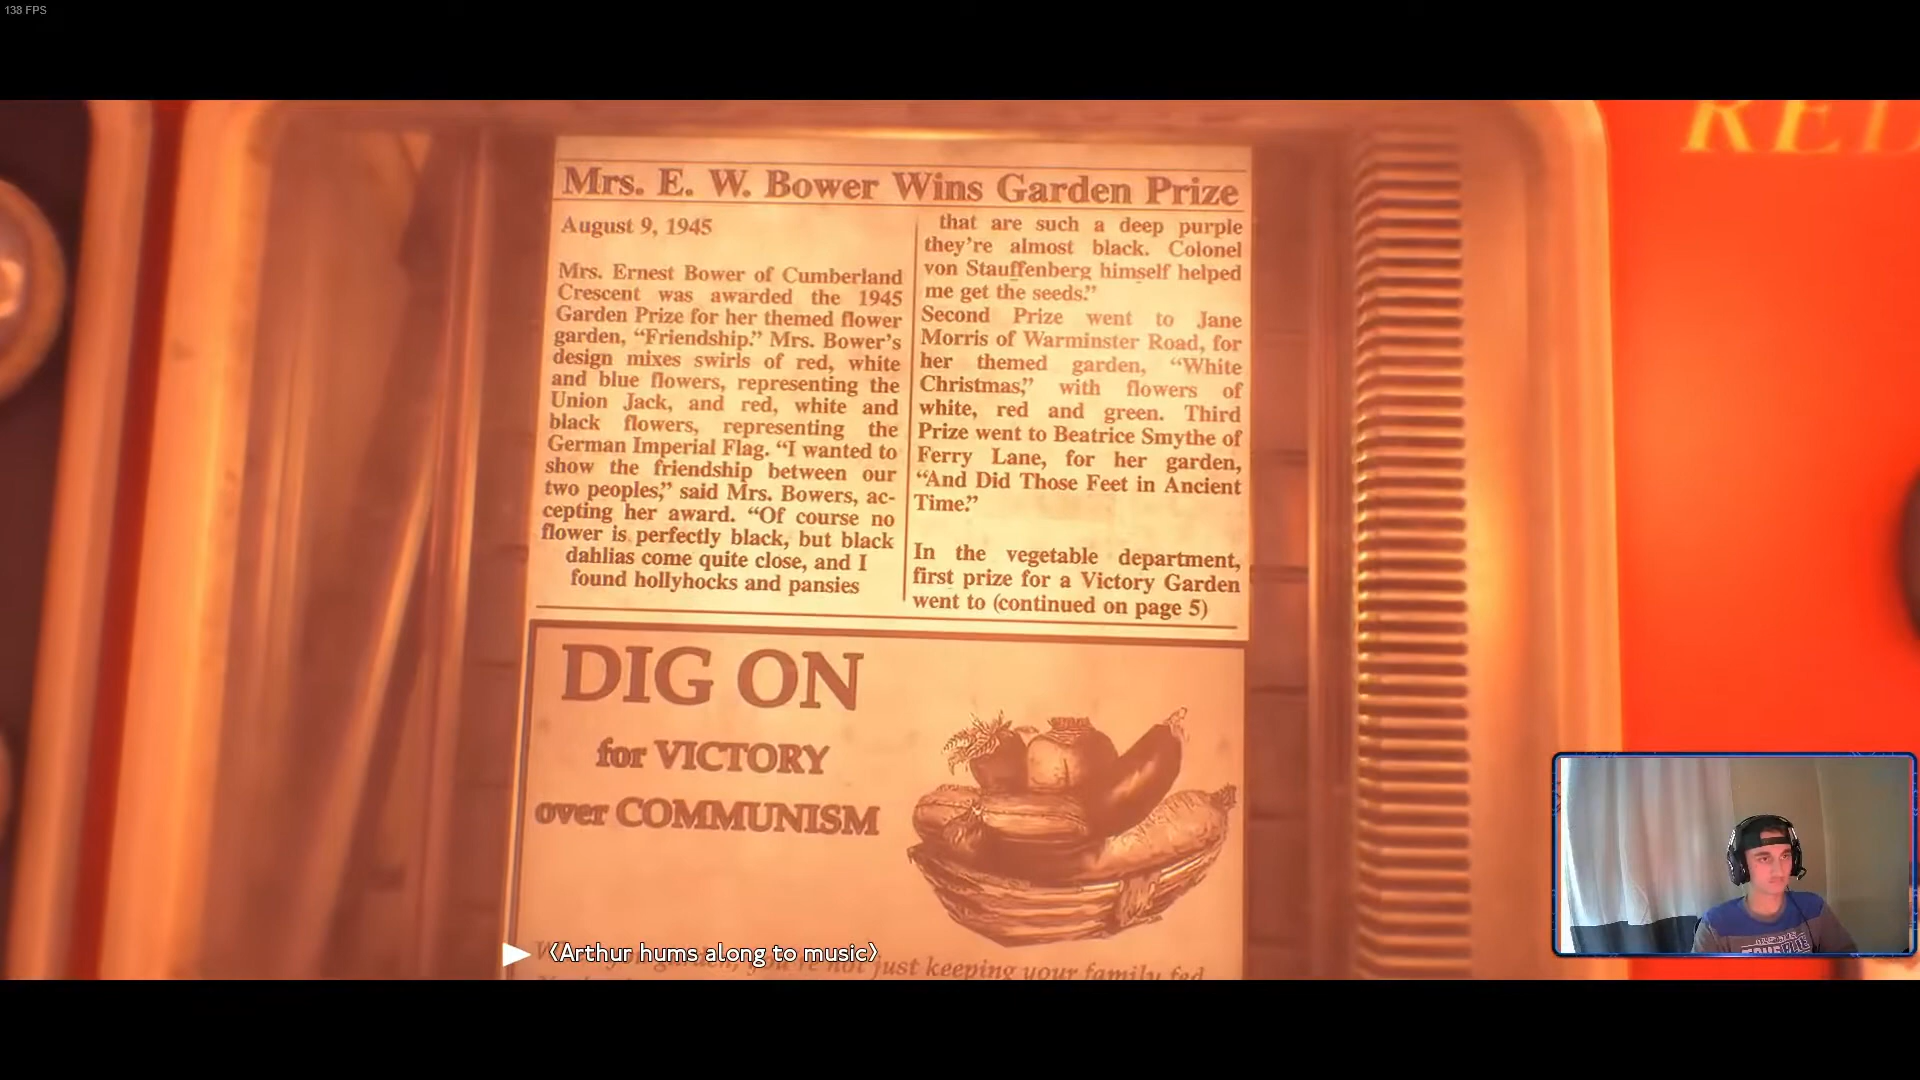 138 FPS
RED
Mrs. E. W. Bower Wins Garden Prize
August 9, 1945
Mrs. Ernest Bower of Cumberland
Crescent was awarded the 1945
Garden Prize for her themed flower
garden, “Friendship.” Mrs. Bower’s
design mixes swirls of red, white
and blue flowers, representing the
Union Jack, and red, white and
black flowers, representing the
German Imperial Flag. “I wanted to
show the friendship between our
two peoples,” said Mrs. Bowers, ac-
cepting her award. “Of course no
flower is perfectly black, but black
dahlias come quite close, and I
found hollyhocks and pansies
that are such a deep purple
they’re almost black. Colonel
von Stauffenberg himself helped
me get the seeds.”
Second Prize went to Jane
Morris of Warminster Road, for
her themed garden, “White
Christmas,” with flowers of
white, red and green. Third
Prize went to Beatrice Smythe of
Ferry Lane, for her garden,
“And Did Those Feet in Ancient
Time.”
In the vegetable department,
first prize for a Victory Garden
went to (continued on page 5)
DIG ON
for VICTORY
over COMMUNISM
just keeping your family fed
〈Arthur hums along to music〉